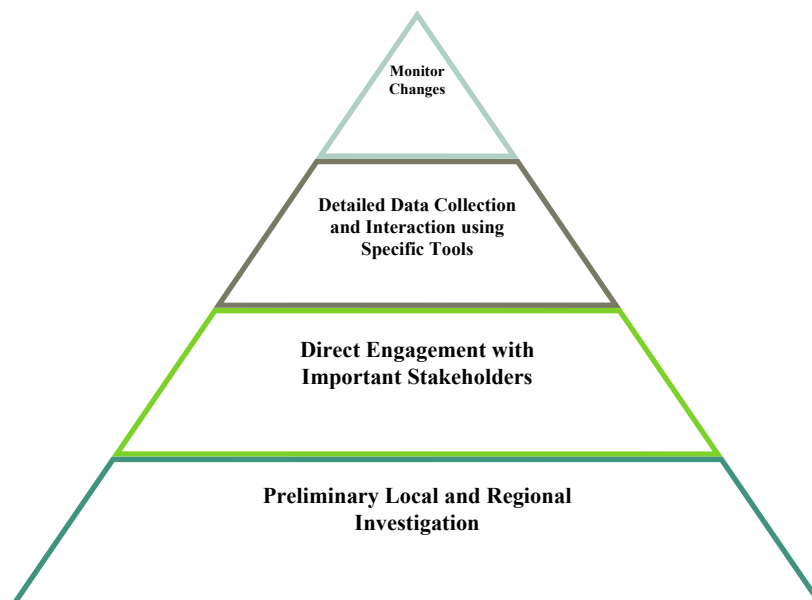 Monitor
Changes
Detailed Data Collection
and Interaction using
Specific Tools
Direct Engagement with
Important Stakeholders
Preliminary Local and Regional
Investigation